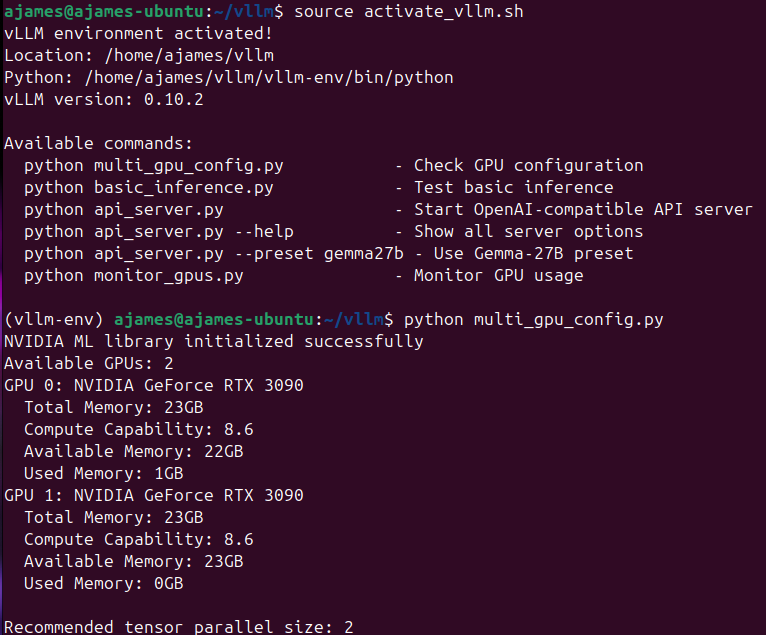 ajames@ajames-ubuntu:~/vllm$ source activate_vllm.sh
vLLM environment activated!
Location: /home/ajames/vllm
Python: /home/ajames/vllm/vllm-env/bin/python
vLLM version: 0.10.2

Available commands:
  python multi_gpu_config.py           - Check GPU configuration
  python basic_inference.py            - Test basic inference
  python api_server.py                 - Start OpenAI-compatible API server
  python api_server.py --help          - Show all server options
  python api_server.py --preset gemma27b - Use Gemma-27B preset
  python monitor_gpus.py               - Monitor GPU usage

(vllm-env) ajames@ajames-ubuntu:~/vllm$ python multi_gpu_config.py
NVIDIA ML library initialized successfully
Available GPUs: 2
GPU 0: NVIDIA GeForce RTX 3090
  Total Memory: 23GB
  Compute Capability: 8.6
  Available Memory: 22GB
  Used Memory: 1GB
GPU 1: NVIDIA GeForce RTX 3090
  Total Memory: 23GB
  Compute Capability: 8.6
  Available Memory: 23GB
  Used Memory: 0GB

Recommended tensor parallel size: 2